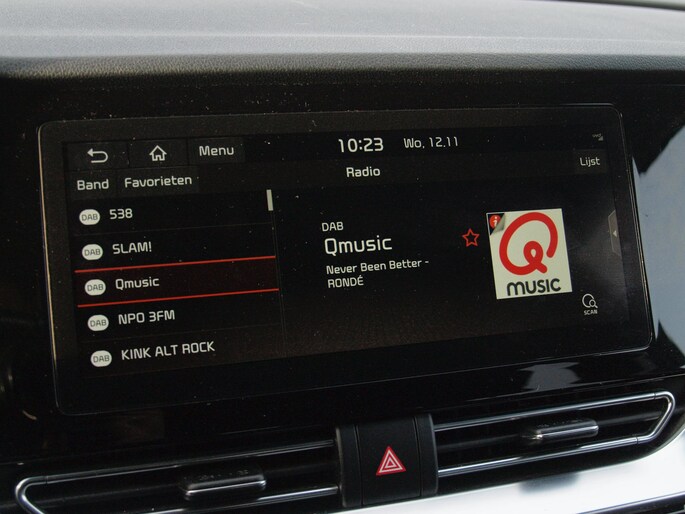 Menu
10:23
Wo, 12.11
Radio
Lijst
Band
Favorieten
DAB 538
DAB SLAM!
DAB Qmusic
DAB NPO 3FM
DAB KINK ALT ROCK
DAB
Qmusic
Never Been Better -
RONDÉ
MUSIC
SCAN